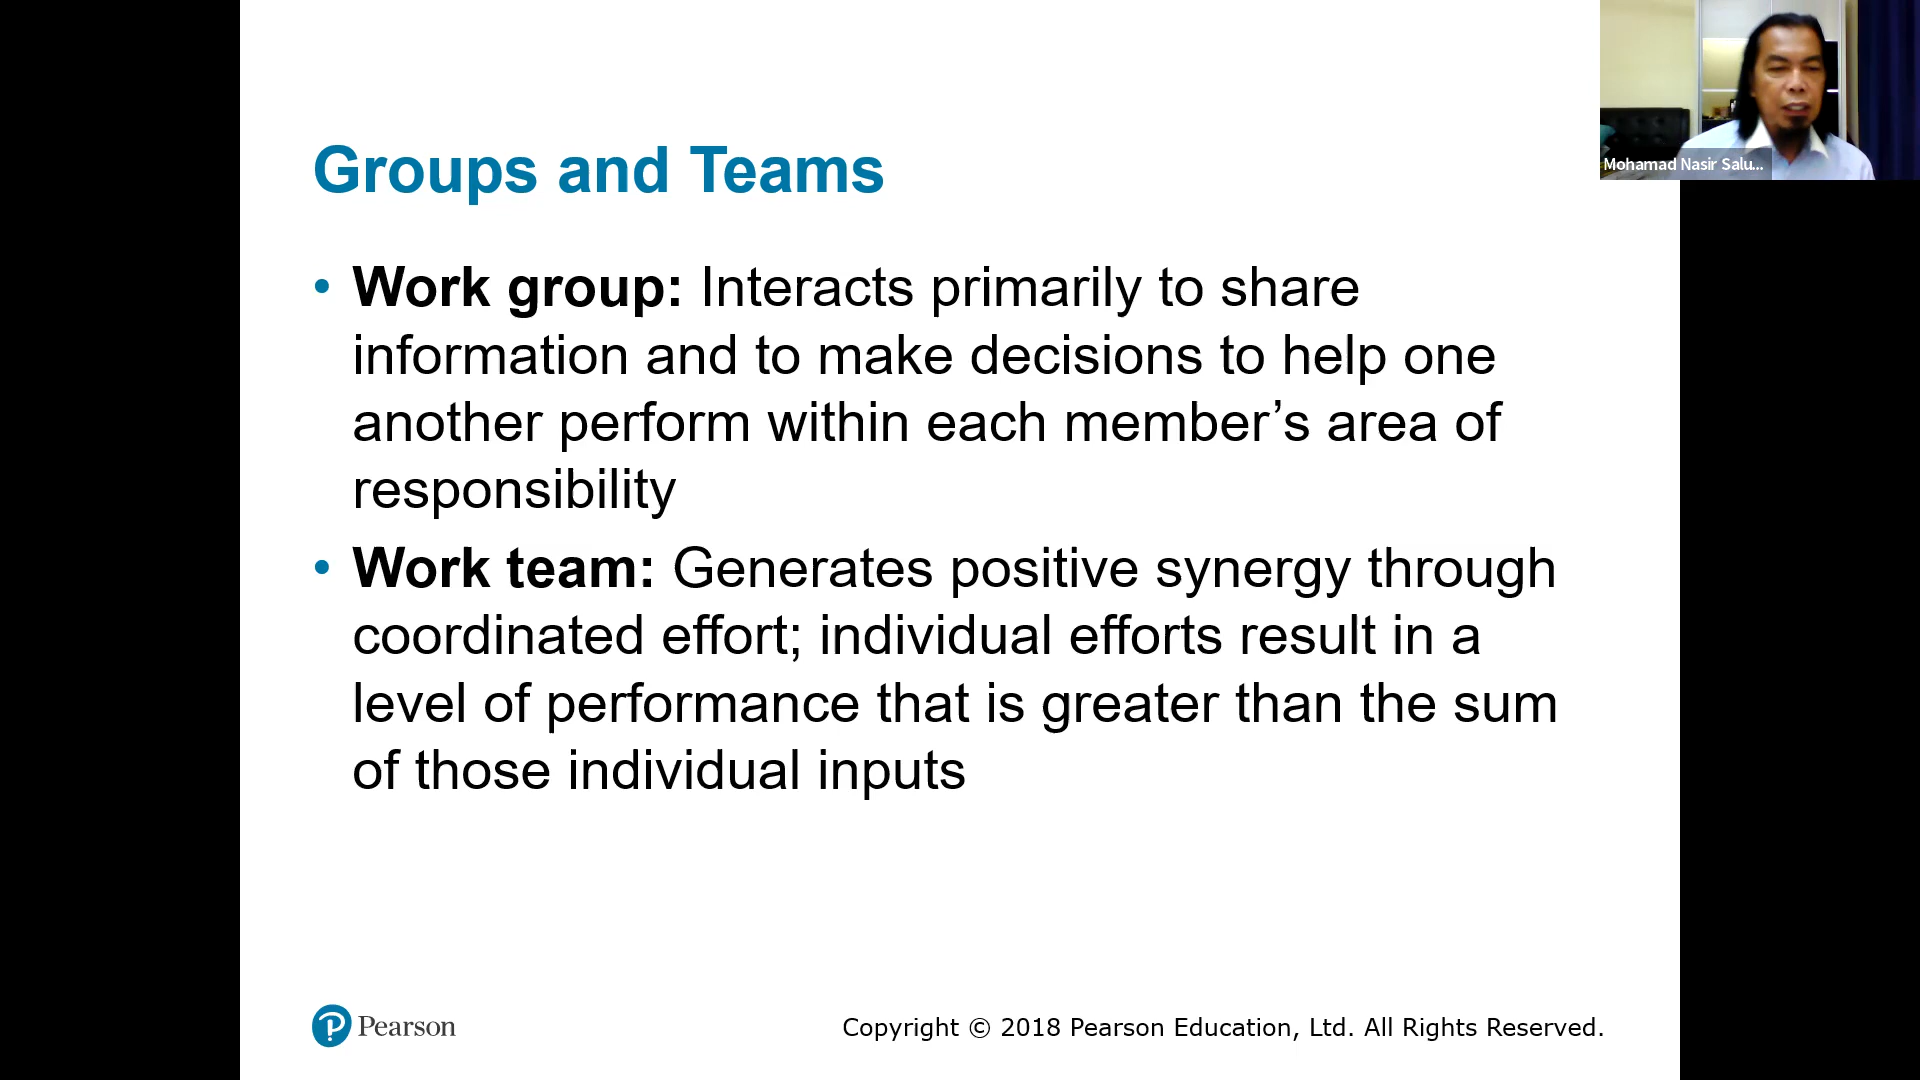 Groups and Teams
• Work group: Interacts primarily to share
information and to make decisions to help one
another perform within each member’s area of
responsibility
• Work team: Generates positive synergy through
coordinated effort; individual efforts result in a
level of performance that is greater than the sum
of those individual inputs
Mohamad Nasir Salu...
Pearson
Copyright © 2018 Pearson Education, Ltd. All Rights Reserved.